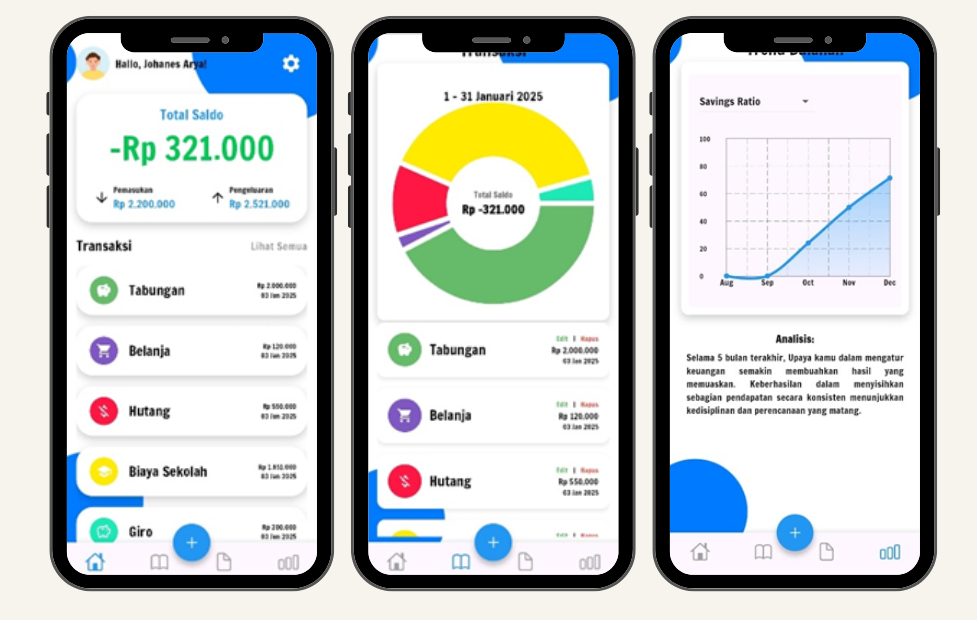 Hallo, Johanes Arya!
Total Saldo
-Rp 321.000
Pemasukan
Rp 2.200.000
Pengeluaran
Rp 2.521.000
Transaksi
Lihat Semua
Tabungan
Rp 2.000.000
03 Jan 2025
Belanja
Rp 120.000
03 Jan 2025
Hutang
Rp 550.000
03 Jan 2025
Biaya Sekolah
03 Jan 2025
Giro
Rp 200.000
03 Jan 2025
+
Transaksi
1 - 31 Januari 2025
Total Saldo
Rp -321.000
Tabungan
Edit | Hapus
Rp 2.000.000
03 Jan 2025
Belanja
Edit | Hapus
Rp 120.000
03 Jan 2025
Hutang
Edit | Hapus
Rp 550.000
03 Jan 2025
Edit | Hapus
+
Trend Bulanan
Savings Ratio
100
80
60
40
20
0
Aug Sep Oct Nov Dec
Analisis:
Selama 5 bulan terakhir, Upaya kamu dalam mengatur
keuangan semakin membuahkan hasil yang
memuaskan. Keberhasilan dalam menyisihkan
sebagian pendapatan secara konsisten menunjukkan
kedisiplinan dan perencanaan yang matang.
+